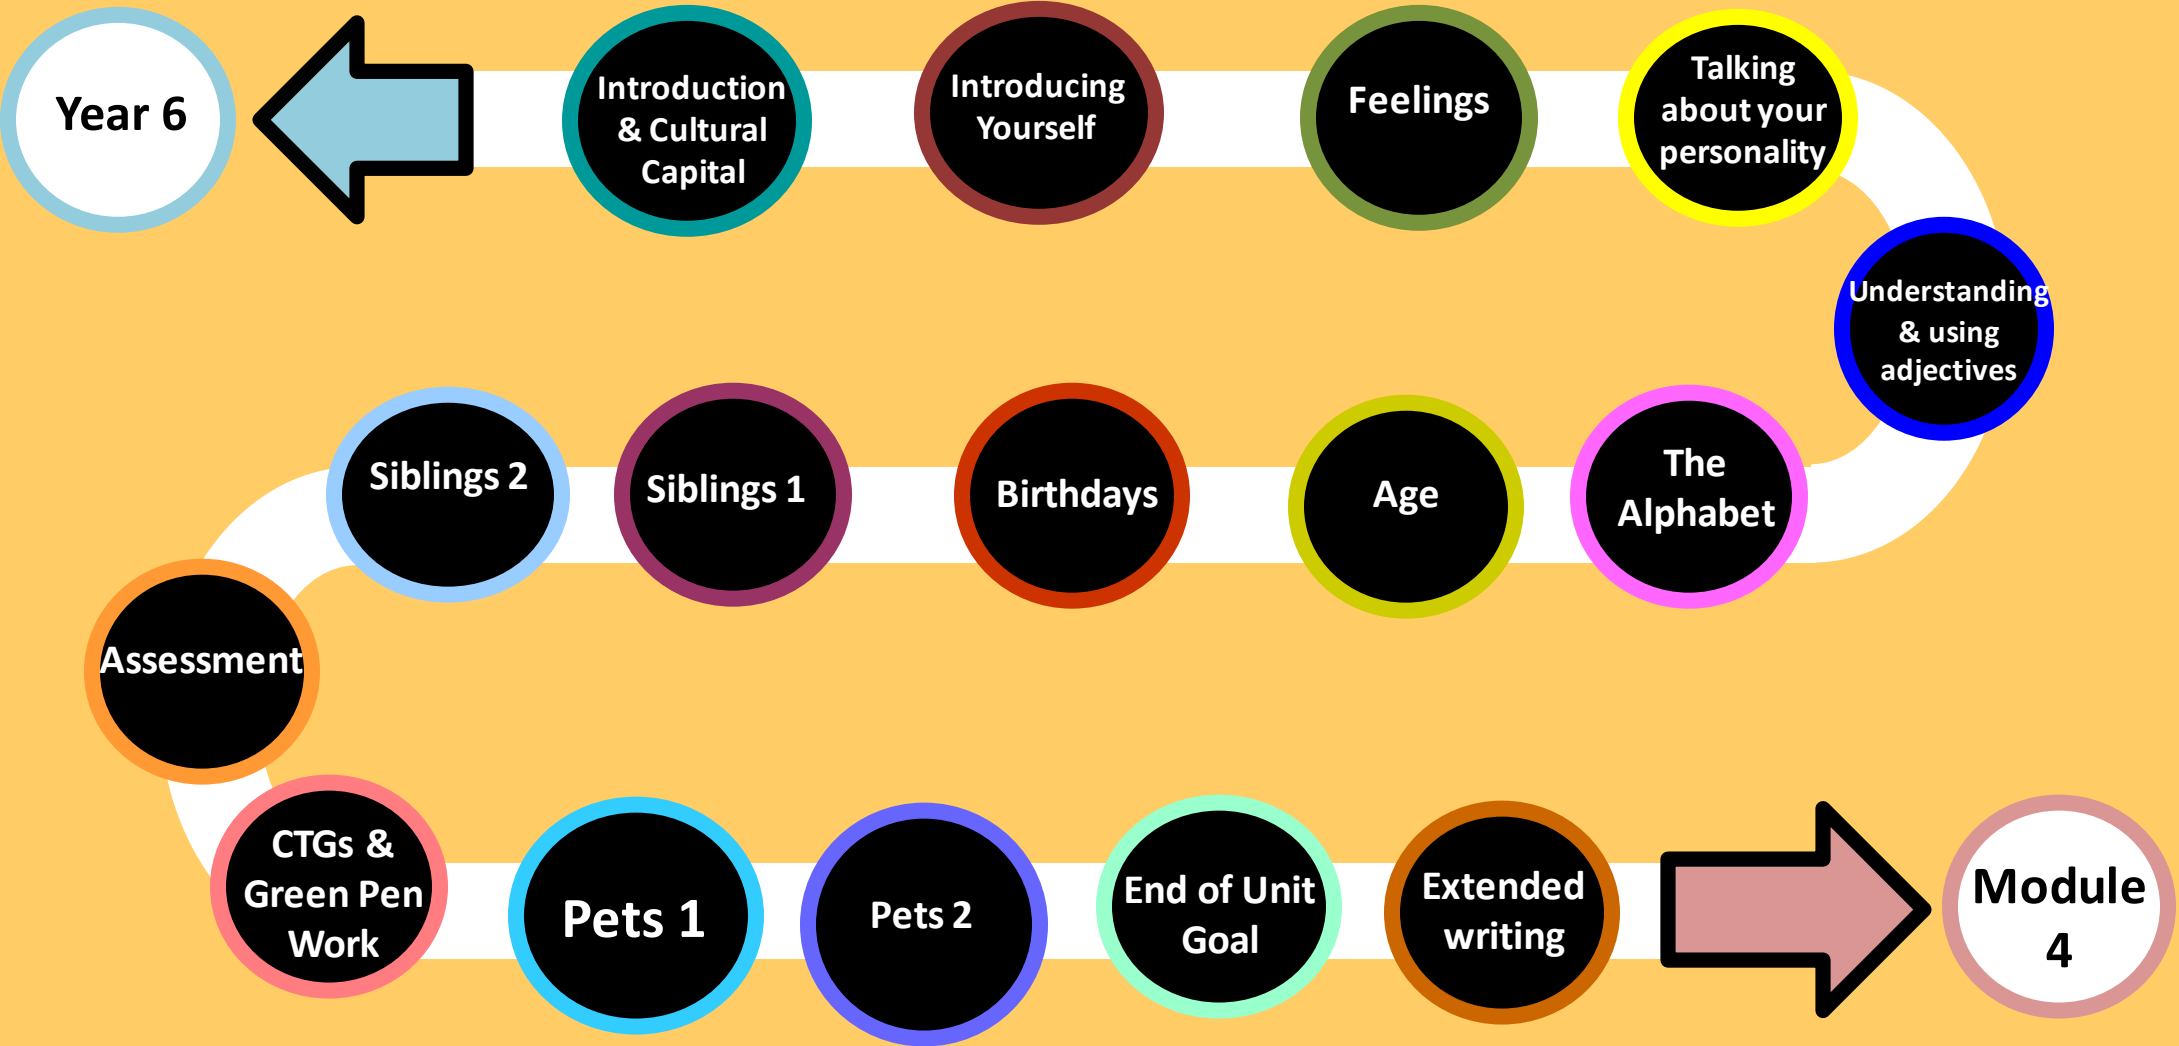 Year 6
Introduction
& Cultural
Capital
Introducing
Yourself
Feelings
Talking
about your
personality
Understanding
& using
adjectives
The
Alphabet
Age
Birthdays
Siblings 1
Siblings 2
Assessment
CTGs &
Green Pen
Work
Pets 1
Pets 2
End of Unit
Goal
Extended
writing
Module
4